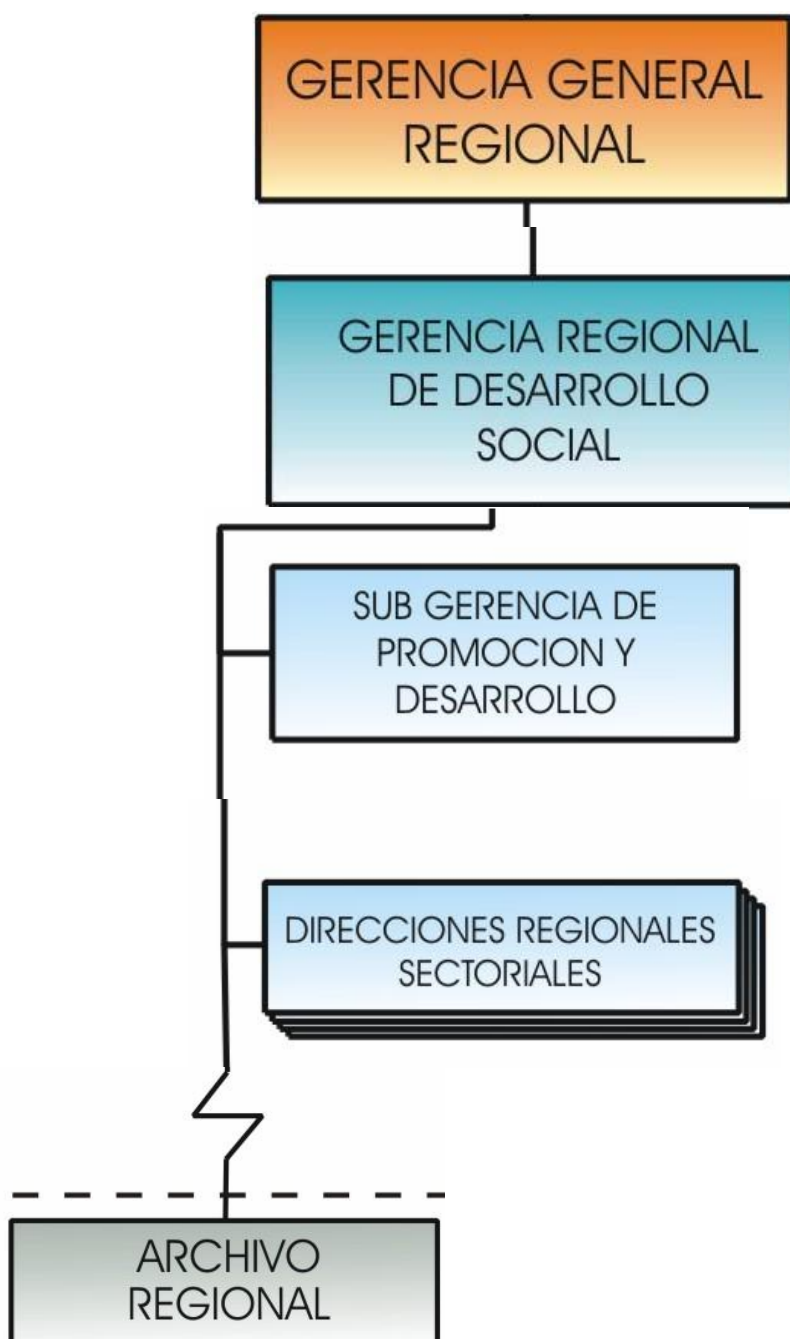 GERENCIA GENERAL
REGIONAL
GERENCIA REGIONAL
DE DESARROLLO
SOCIAL
SUB GERENCIA DE
PROMOCION Y
DESARROLLO
DIRECCIONES REGIONALES
SECTORIALES
ARCHIVO
REGIONAL